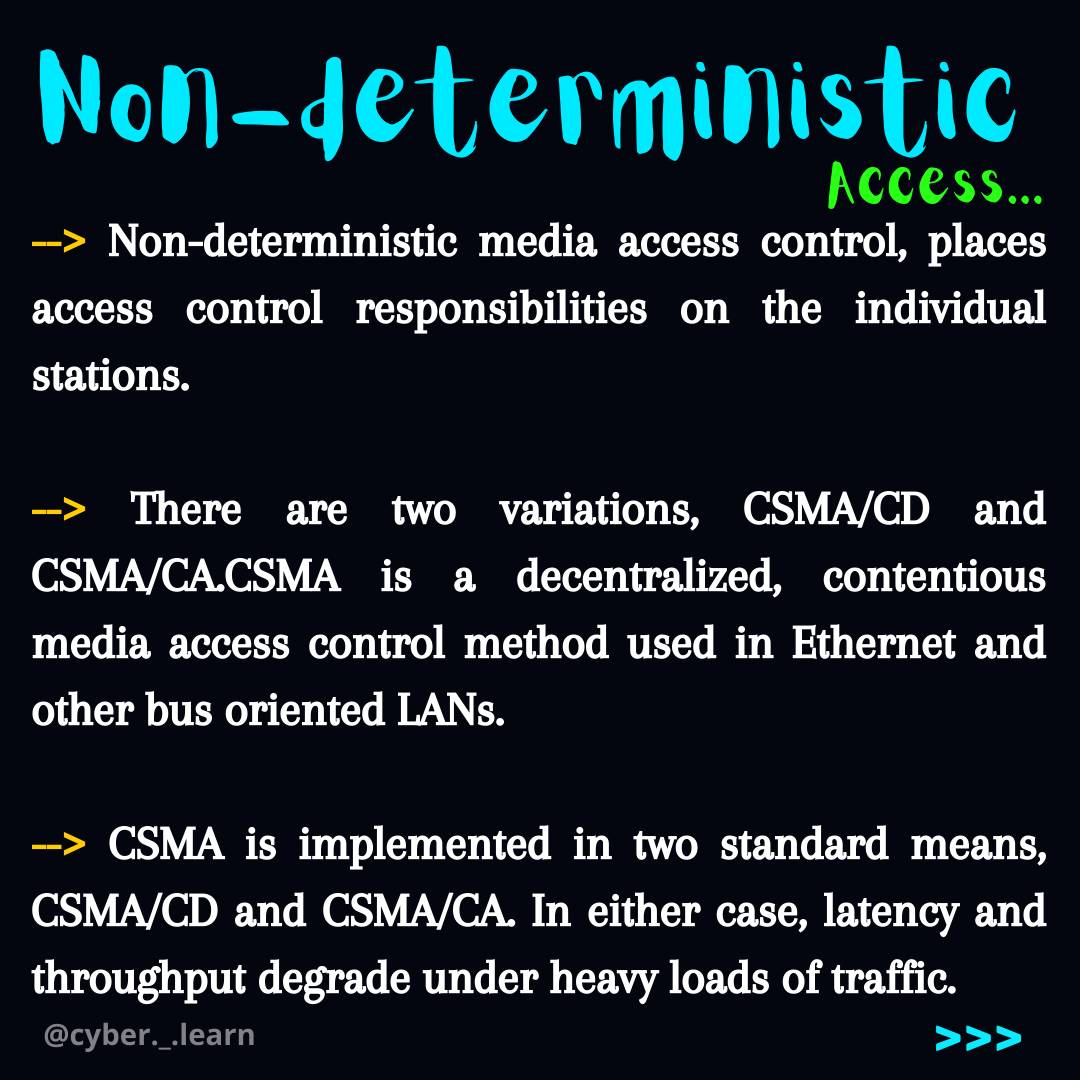 Non-deterministic
Access...
--> Non-deterministic media access control, places
access control responsibilities on the individual
stations.
--> There are two variations, CSMA/CD and
CSMA/CA.CSMA is a decentralized, contentious
media access control method used in Ethernet and
other bus oriented LANs.
--> CSMA is implemented in two standard means,
CSMA/CD and CSMA/CA. In either case, latency and
throughput degrade under heavy loads of traffic.
@cyber._.learn
>>>